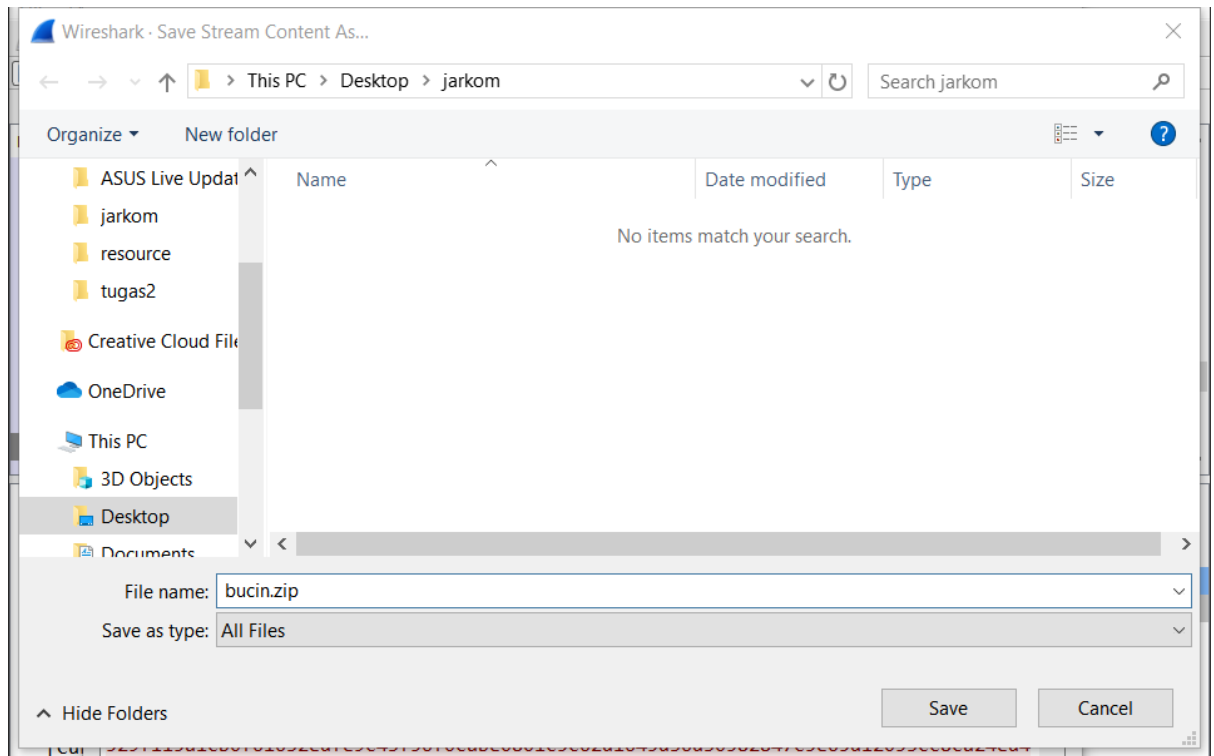 Wireshark · Save Stream Content As...
This PC > Desktop > jarkom
Search jarkom
Organize
New folder
ASUS Live Updat
jarkom
resource
tugas2
Creative Cloud File
OneDrive
This PC
3D Objects
Desktop
Documents
Name
Date modified
Type
Size
No items match your search.
File name: bucin.zip
Save as type: All Files
Hide Folders
Save
Cancel